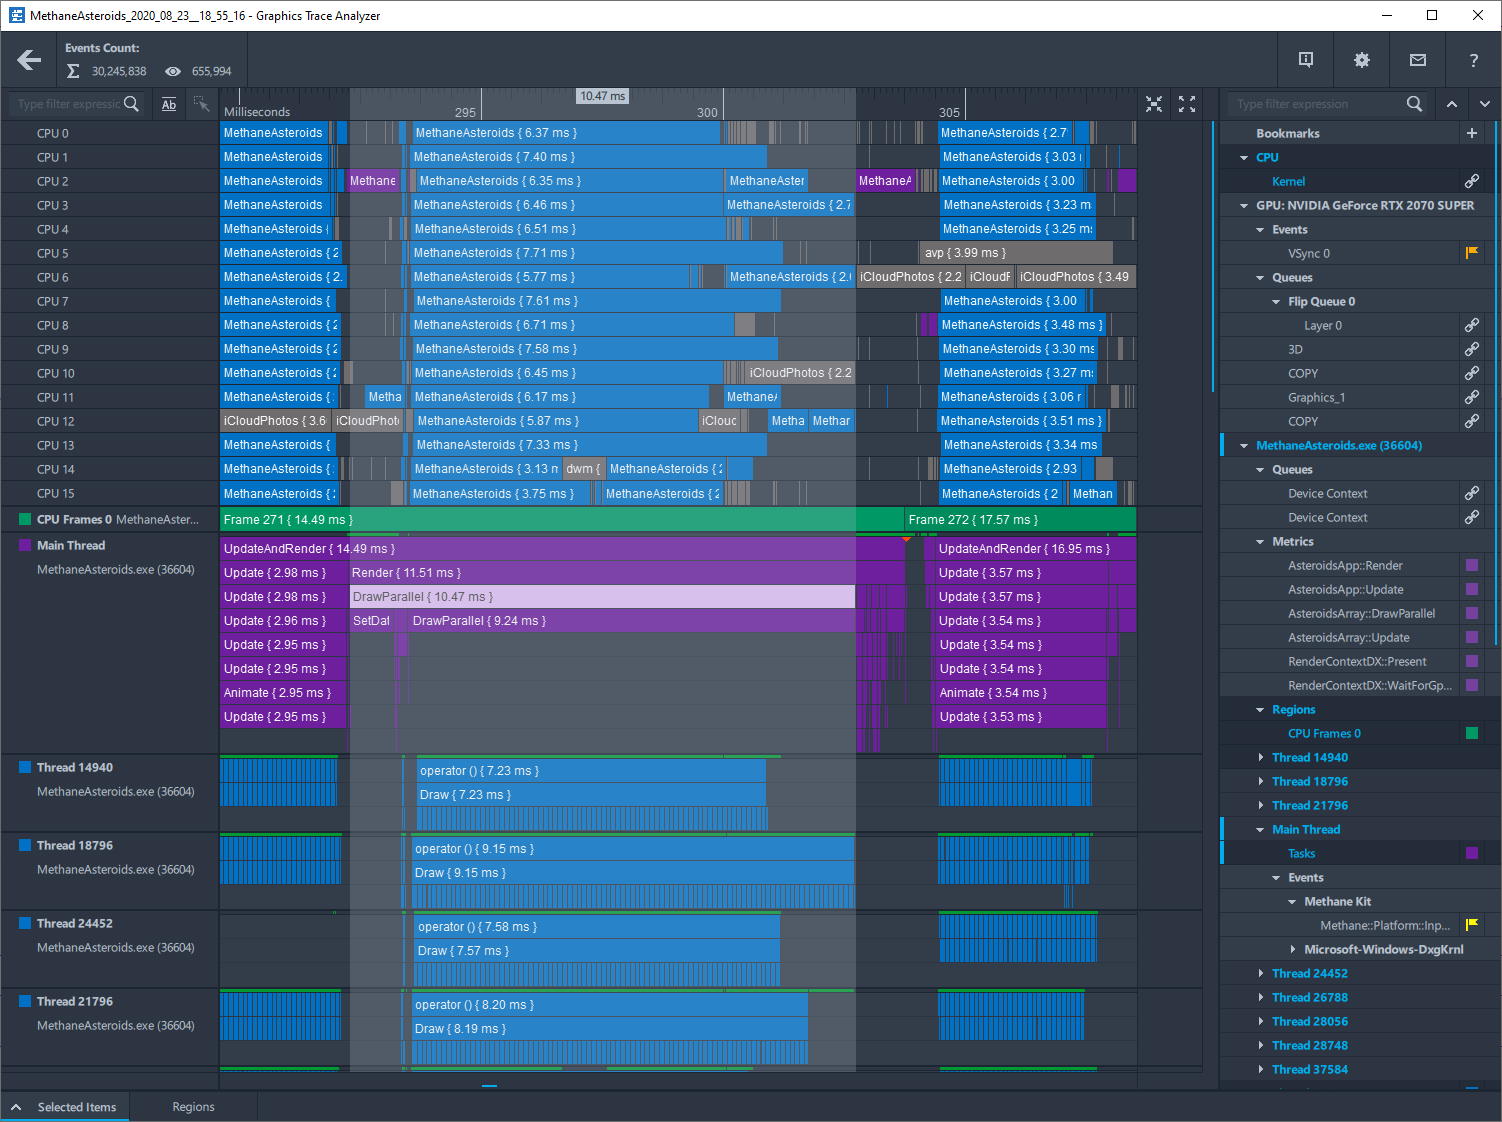 MethaneAsteroids_2020_08_23__18_55_16 - Graphics Trace Analyzer
Events Count:
30,245,838 655,994
?
Type filter expressic Ab
Milliseconds 295 10.47 ms 300 305
Type filter expression
CPU 0 MethaneAsteroids MethaneAsteroids { 6.37 ms } MethaneAsteroids { 2.7
CPU 1 MethaneAsteroids MethaneAsteroids { 7.40 ms } MethaneAsteroids { 3.03
CPU 2 MethaneAsteroids Methane MethaneAsteroids { 6.35 ms } MethaneAster MethaneA MethaneAsteroids { 3.00
CPU 3 MethaneAsteroids MethaneAsteroids { 6.46 ms } MethaneAsteroids { 2.7 MethaneAsteroids { 3.23 m
CPU 4 MethaneAsteroids { MethaneAsteroids { 6.51 ms } MethaneAsteroids { 3.25 m
CPU 5 MethaneAsteroids { 2 MethaneAsteroids { 7.71 ms } avp { 3.99 ms }
CPU 6 MethaneAsteroids { 2. MethaneAsteroids { 5.77 ms } MethaneAsteroids { 2. iCloudPhotos { 2.2 iCloudF iCloudPhotos { 3.49
CPU 7 MethaneAsteroids { MethaneAsteroids { 7.61 ms } MethaneAsteroids { 3.00
CPU 8 MethaneAsteroids { 2 MethaneAsteroids { 6.71 ms } MethaneAsteroids { 3.48 ms }
CPU 9 MethaneAsteroids { 2 MethaneAsteroids { 7.58 ms } MethaneAsteroids { 3.30 ms
CPU 10 MethaneAsteroids { 2 MethaneAsteroids { 6.45 ms } iCloudPhotos { 2.2 MethaneAsteroids { 3.27 m
CPU 11 MethaneAsteroids { Metha MethaneAsteroids { 6.17 ms } MethaneA MethaneAsteroids { 3.06 r
CPU 12 iCloudPhotos { 3.6 iCloudPhot MethaneAsteroids { 5.87 ms } iCloud Metha Methar MethaneAsteroids { 3.51 ms }
CPU 13 MethaneAsteroids { MethaneAsteroids { 7.33 ms } MethaneAsteroids { 3.34 ms
CPU 14 MethaneAsteroids { MethaneAsteroids { 3.13 m dwm { MethaneAsteroids { 2 MethaneAsteroids { 2.93
CPU 15 MethaneAsteroids { 2 MethaneAsteroids { 3.75 ms } MethaneAsteroids { 2. MethaneAsteroids { 2 Methan
CPU Frames 0 MethaneAster... Frame 271 { 14.49 ms } Frame 272 { 17.57 ms }
Main Thread UpdateAndRender { 14.49 ms } UpdateAndRender { 16.95 ms }
MethaneAsteroids.exe (36604) Update { 2.98 ms } Render { 11.51 ms } Update { 3.57 ms }
Update { 2.98 ms } DrawParallel { 10.47 ms } Update { 3.57 ms }
Update { 2.96 ms } SetDat DrawParallel { 9.24 ms } Update { 3.54 ms }
Update { 2.95 ms } Update { 3.54 ms }
Update { 2.95 ms } Update { 3.54 ms }
Animate { 2.95 ms } Animate { 3.54 ms }
Update { 2.95 ms } Update { 3.53 ms }
Thread 14940 operator () { 7.23 ms }
MethaneAsteroids.exe (36604) Draw { 7.23 ms }
Thread 18796 operator () { 9.15 ms }
MethaneAsteroids.exe (36604) Draw { 9.15 ms }
Thread 24452 operator () { 7.58 ms }
MethaneAsteroids.exe (36604) Draw { 7.57 ms }
Thread 21796 operator () { 8.20 ms }
MethaneAsteroids.exe (36604) Draw { 8.19 ms }
Bookmarks
CPU
Kernel
GPU: NVIDIA GeForce RTX 2070 SUPER
Events
VSync 0
Queues
Flip Queue 0
Layer 0
3D
COPY
Graphics_1
COPY
MethaneAsteroids.exe (36604)
Queues
Device Context
Device Context
Metrics
AsteroidsApp::Render
AsteroidsApp::Update
AsteroidsArray::DrawParallel
AsteroidsArray::Update
RenderContextDX::Present
RenderContextDX::WaitForGp...
Regions
CPU Frames 0
Thread 14940
Thread 18796
Thread 21796
Main Thread
Tasks
Events
Methane Kit
Methane::Platform::Inp...
Microsoft-Windows-DxgKrnl
Thread 24452
Thread 26788
Thread 28056
Thread 28748
Thread 37584
Selected Items Regions